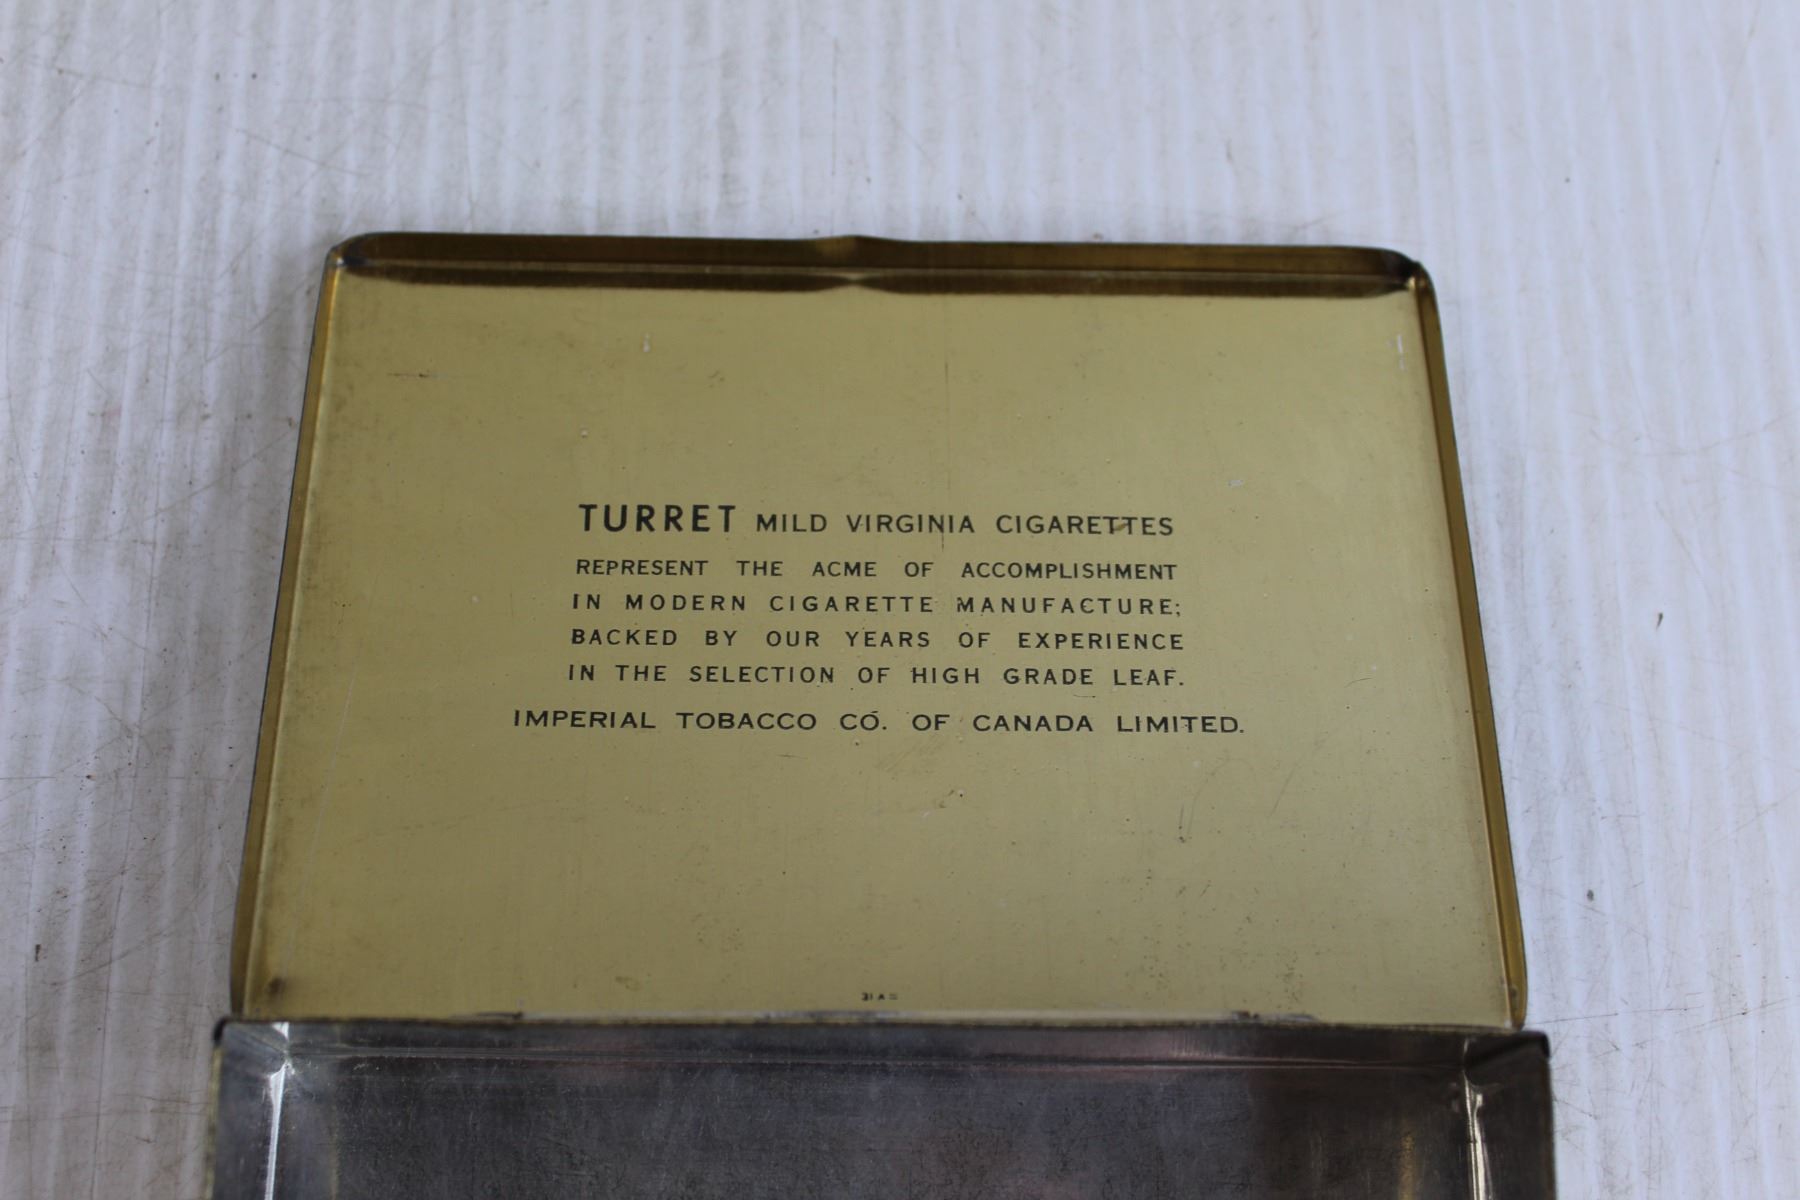 TURRET MILD VIRGINIA CIGARETTES
REPRESENT THE ACME OF ACCOMPLISHMENT
IN MODERN CIGARETTE MANUFACTURE;
BACKED BY OUR YEARS OF EXPERIENCE
IN THE SELECTION OF HIGH GRADE LEAF.
IMPERIAL TOBACCO CO. OF CANADA LIMITED.
31 A